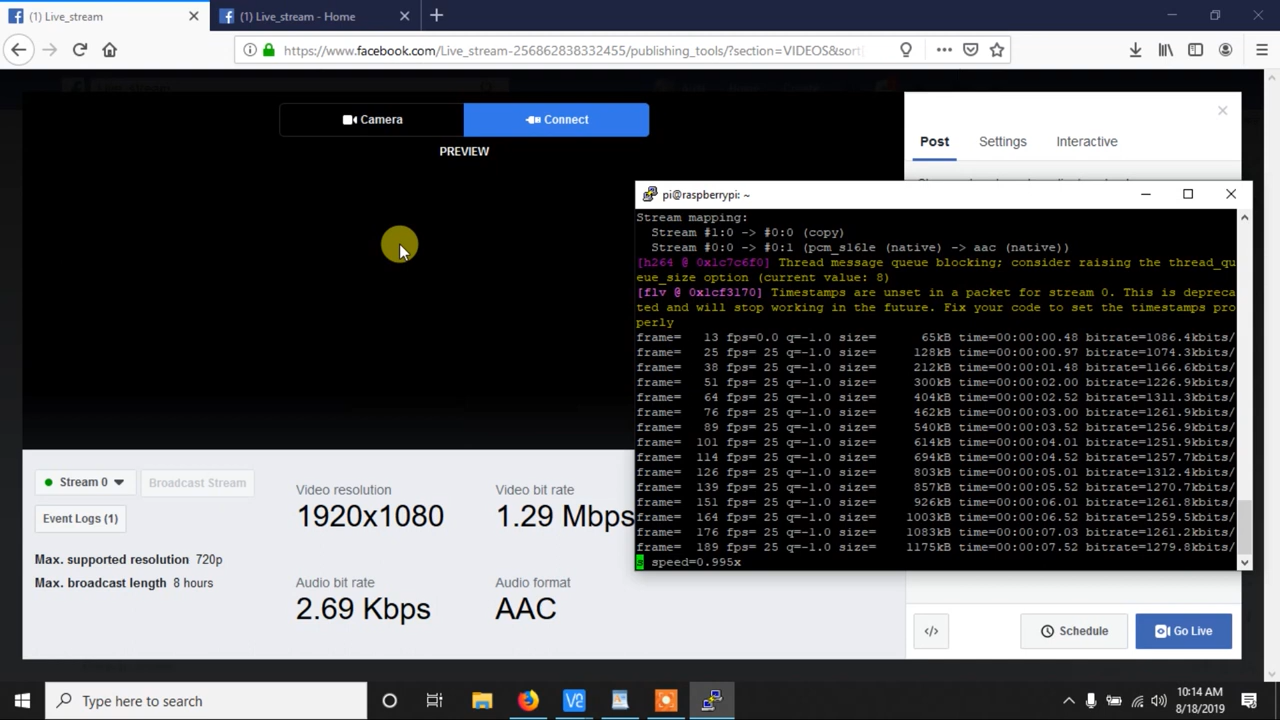 (1) Live_stream
(1) Live_stream - Home
https://www.facebook.com/Live_stream-256862838332455/publishing_tools/?section=VIDEOS&sort
Camera
Connect
PREVIEW
Post
Settings
Interactive
pi@raspberrypi: ~
Stream mapping:
Stream #1:0 -> #0:0 (copy)
Stream #0:0 -> #0:1 (pcm_s16le (native) -> aac (native))
[h264 @ 0x1c7c6f0] Thread message queue blocking; consider raising the thread_qu
eue_size option (current value: 8)
[flv @ 0x1cf3170] Timestamps are unset in a packet for stream 0. This is depreca
ted and will stop working in the future. Fix your code to set the timestamps pro
perly
frame= 13 fps=0.0 q=-1.0 size= 65kB time=00:00:00.48 bitrate=1086.4kbits/
frame= 25 fps= 25 q=-1.0 size= 128kB time=00:00:00.97 bitrate=1074.3kbits/
frame= 38 fps= 25 q=-1.0 size= 212kB time=00:00:01.48 bitrate=1166.6kbits/
frame= 51 fps= 25 q=-1.0 size= 300kB time=00:00:02.00 bitrate=1226.9kbits/
frame= 64 fps= 25 q=-1.0 size= 404kB time=00:00:02.52 bitrate=1311.3kbits/
frame= 76 fps= 25 q=-1.0 size= 462kB time=00:00:03.00 bitrate=1261.9kbits/
frame= 89 fps= 25 q=-1.0 size= 540kB time=00:00:03.52 bitrate=1256.9kbits/
frame= 101 fps= 25 q=-1.0 size= 614kB time=00:00:04.01 bitrate=1251.9kbits/
frame= 114 fps= 25 q=-1.0 size= 694kB time=00:00:04.52 bitrate=1257.7kbits/
frame= 126 fps= 25 q=-1.0 size= 803kB time=00:00:05.01 bitrate=1312.4kbits/
frame= 139 fps= 25 q=-1.0 size= 857kB time=00:00:05.52 bitrate=1270.7kbits/
frame= 151 fps= 25 q=-1.0 size= 926kB time=00:00:06.01 bitrate=1261.8kbits/
frame= 164 fps= 25 q=-1.0 size= 1003kB time=00:00:06.52 bitrate=1259.5kbits/
frame= 176 fps= 25 q=-1.0 size= 1083kB time=00:00:07.03 bitrate=1261.2kbits/
frame= 189 fps= 25 q=-1.0 size= 1175kB time=00:00:07.52 bitrate=1279.8kbits/
s speed=0.995x
Stream 0
Broadcast Stream
Event Logs (1)
Max. supported resolution 720p
Max. broadcast length 8 hours
Video resolution
1920x1080
Video bit rate
1.29 Mbps
Audio bit rate
2.69 Kbps
Audio format
AAC
</>
Schedule
Go Live
Type here to search
10:14 AM
8/18/2019